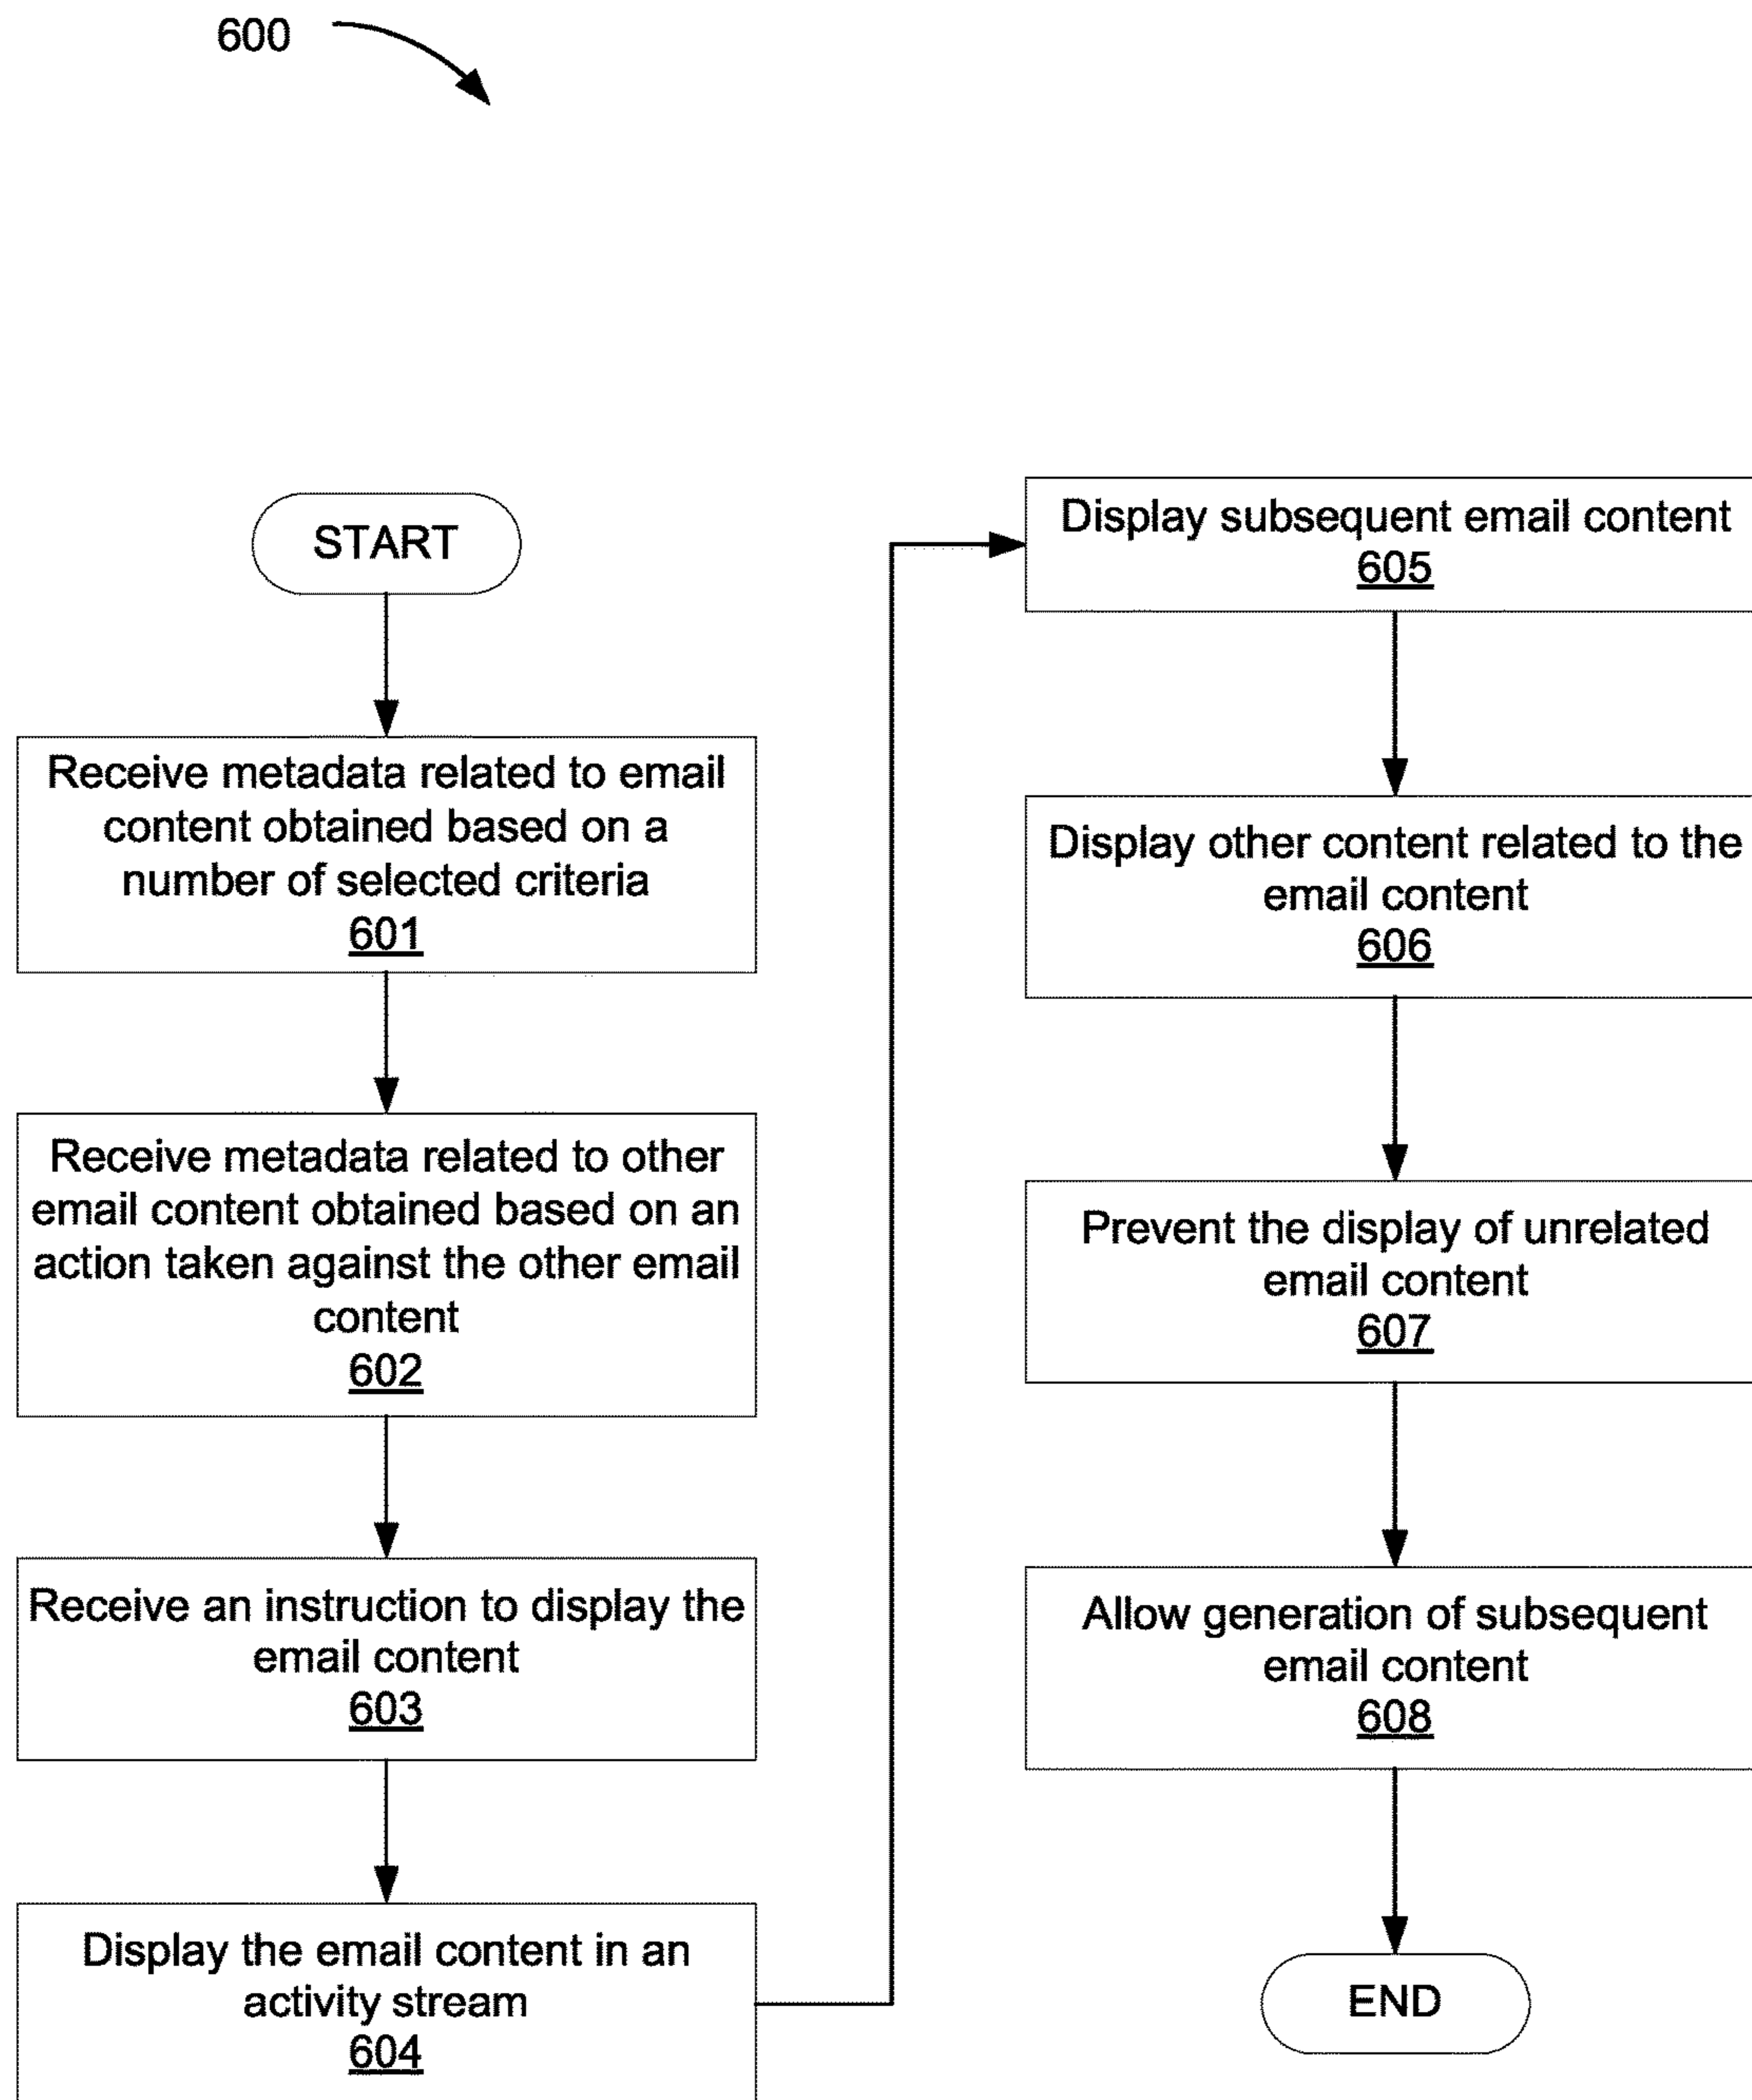 600
START
Receive metadata related to email
content obtained based on a
number of selected criteria
601
Receive metadata related to other
email content obtained based on an
action taken against the other email
content
602
Receive an instruction to display the
email content
603
Display the email content in an
activity stream
604
Display subsequent email content
605
Display other content related to the
email content
606
Prevent the display of unrelated
email content
607
Allow generation of subsequent
email content
608
END